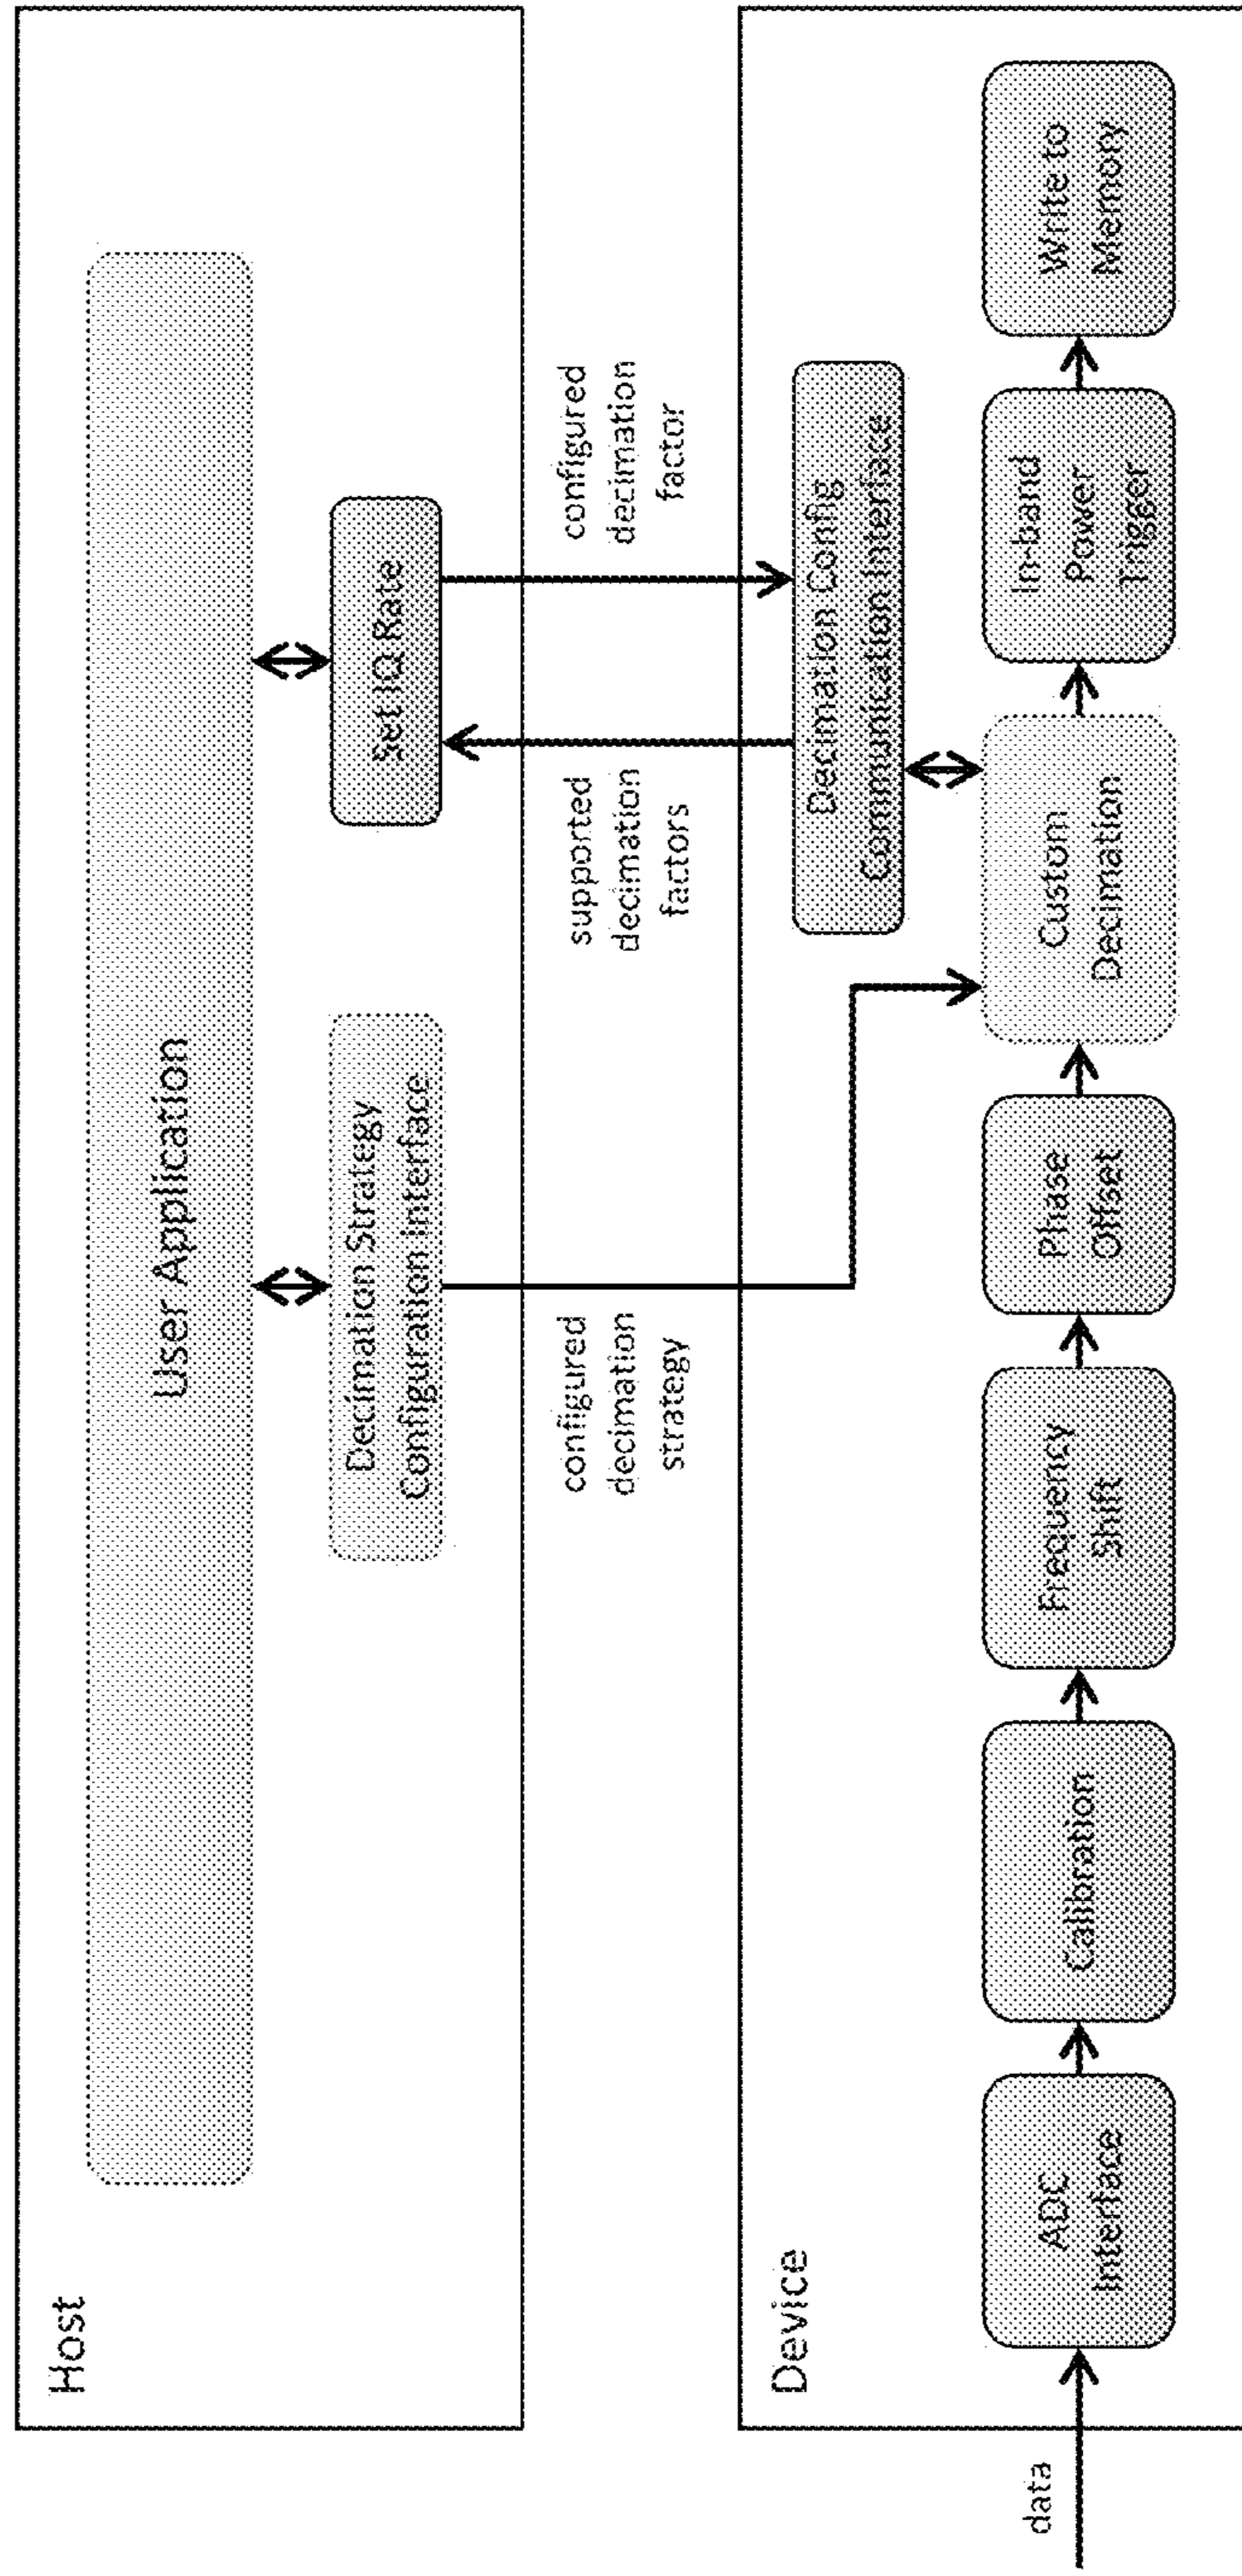 Host
User Application
Decimation Strategy
Configuration Interface
Set IQ Rate
configured
decimation
strategy
supported
decimation
factors
configured
decimation
factor
Device
Decimation Config
Communication Interface
data
ADC
Interface
Calibration
Frequency
Shift
Phase
Offset
Custom
Decimation
In-band
Power
Trigger
Write to
Memory